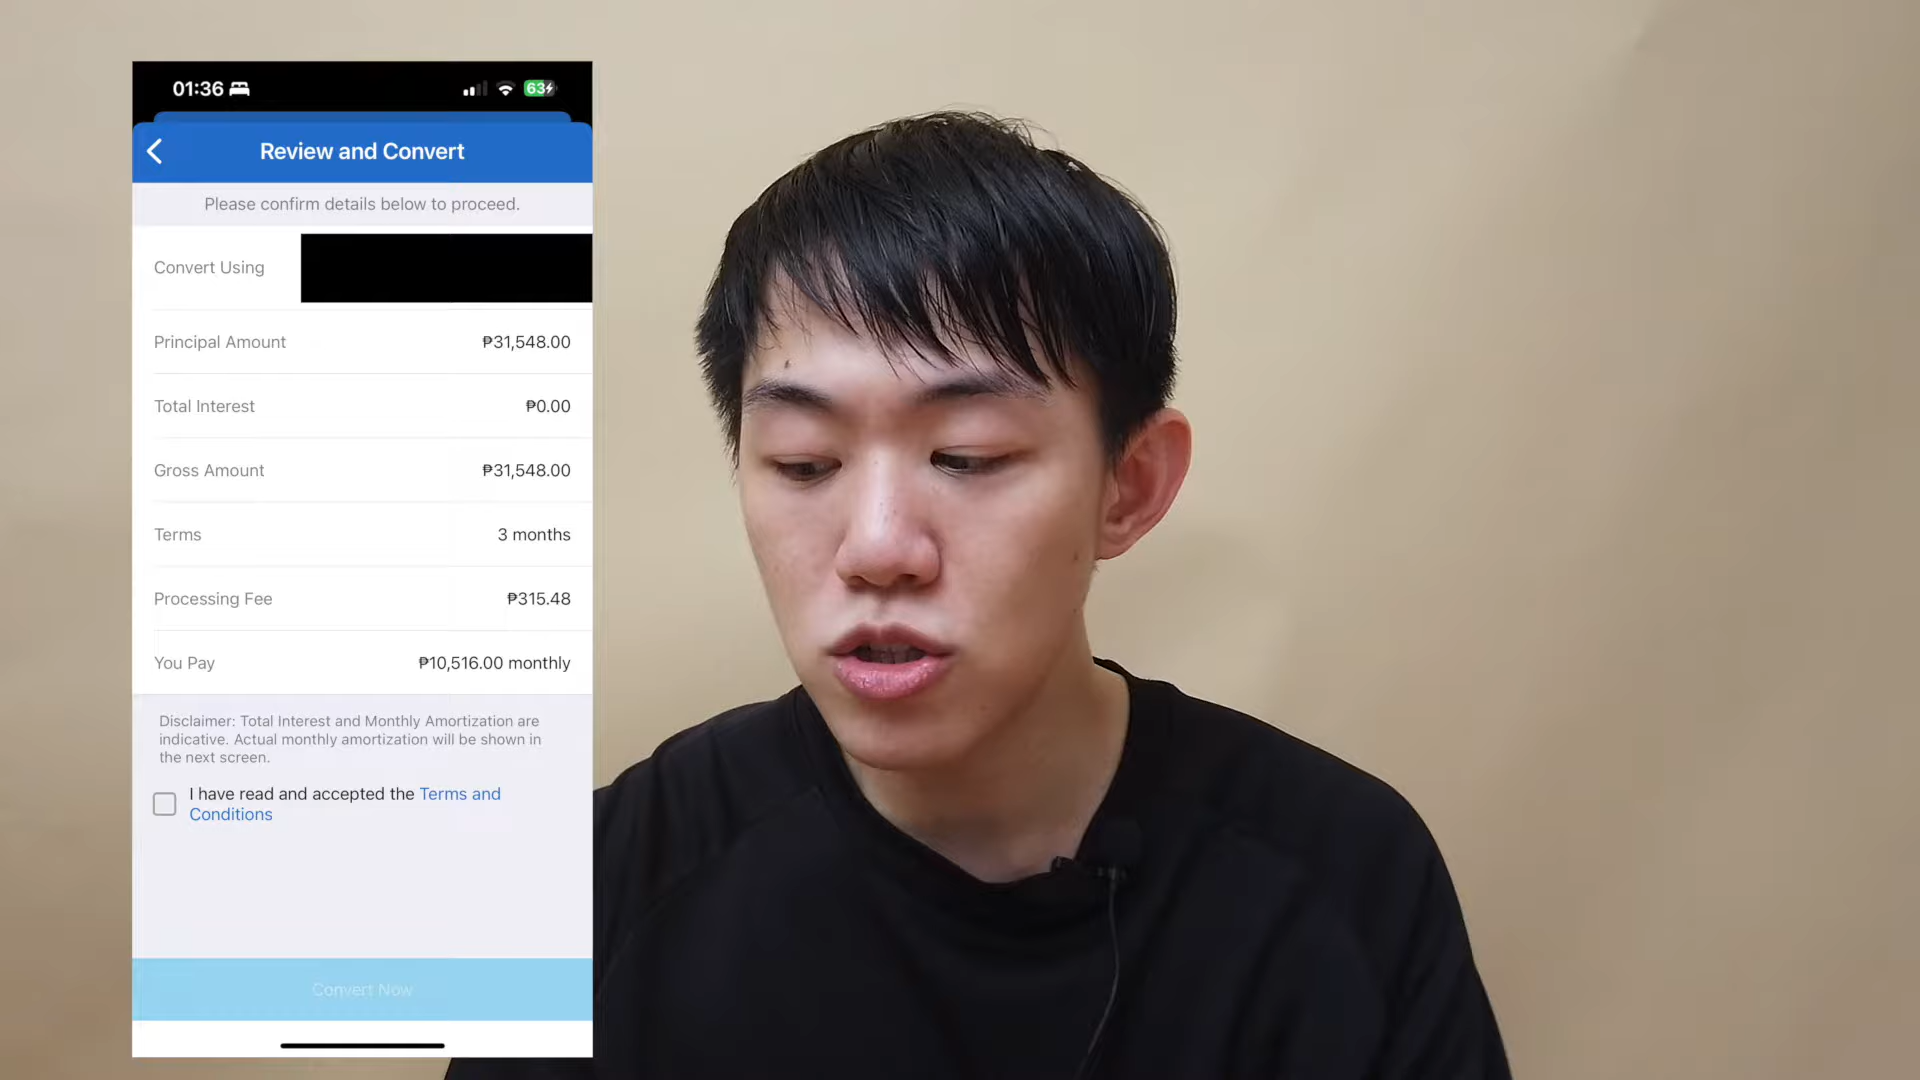 01:36
63
Review and Convert
Please confirm details below to proceed.
Convert Using
Principal Amount ₱31,548.00
Total Interest ₱0.00
Gross Amount ₱31,548.00
Terms 3 months
Processing Fee ₱315.48
You Pay ₱10,516.00 monthly
Disclaimer: Total Interest and Monthly Amortization are
indicative. Actual monthly amortization will be shown in
the next screen.
I have read and accepted the Terms and
Conditions
Convert Now